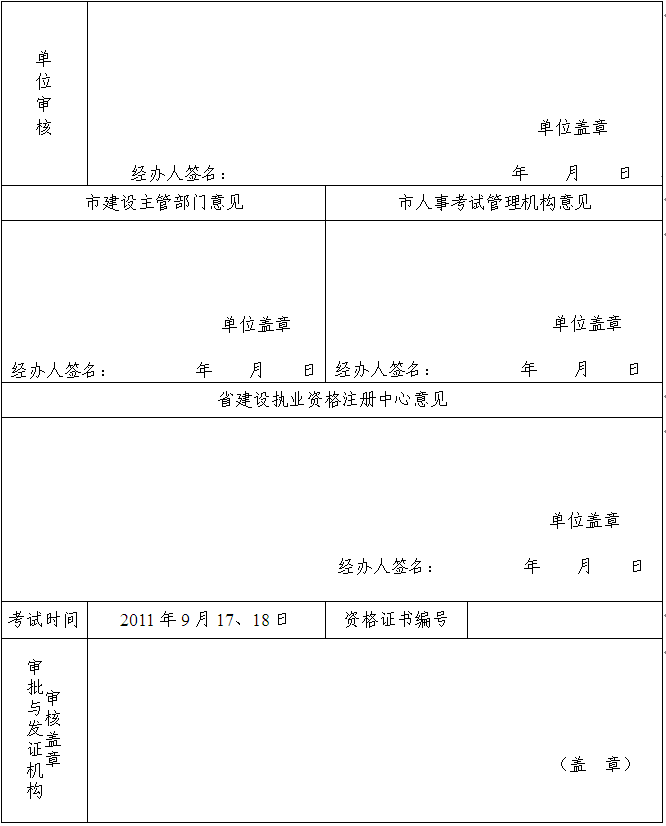 单位审核
单位盖章
经办人签名： 年 月 日
市建设主管部门意见 市人事考试管理机构意见
单位盖章 单位盖章
经办人签名： 年 月 日 经办人签名： 年 月 日
省建设执业资格注册中心意见
单位盖章
经办人签名： 年 月 日
考试时间 2011年9月17、18日 资格证书编号
审批与发证机构
审核盖章
（盖 章）